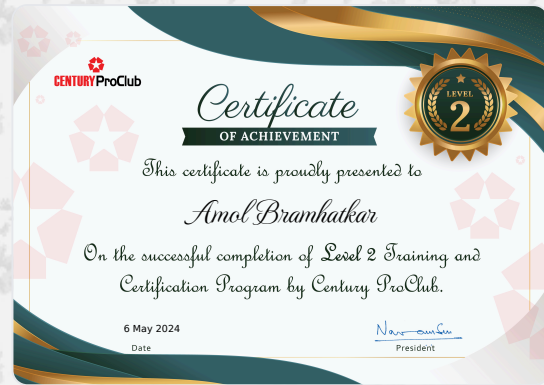 CENTURY ProClub
Certificate
OF ACHIEVEMENT
LEVEL
2
This certificate is proudly presented to
Amol Bramhatkar
On the successful completion of Level 2 Training and
Certification Program by Century ProClub.
6 May 2024
Date
President